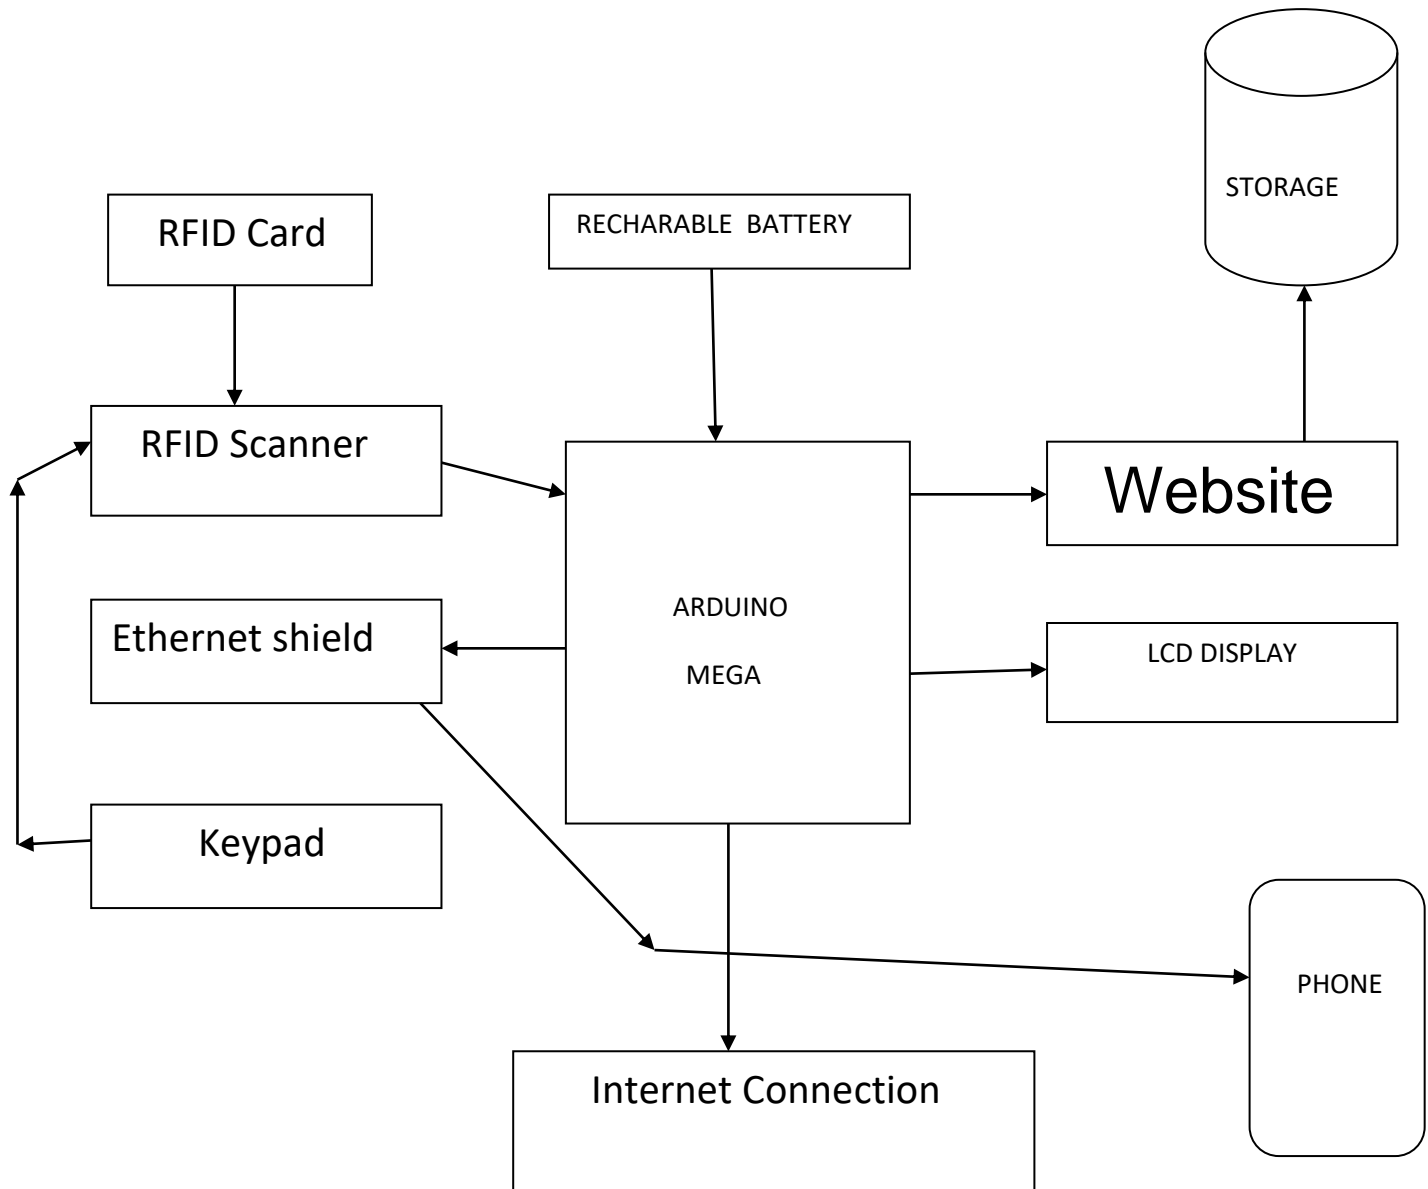 STORAGE
RFID Card
RECHARABLE  BATTERY
RFID Scanner
Website
ARDUINO
MEGA
Ethernet shield
LCD DISPLAY
Keypad
PHONE
Internet Connection